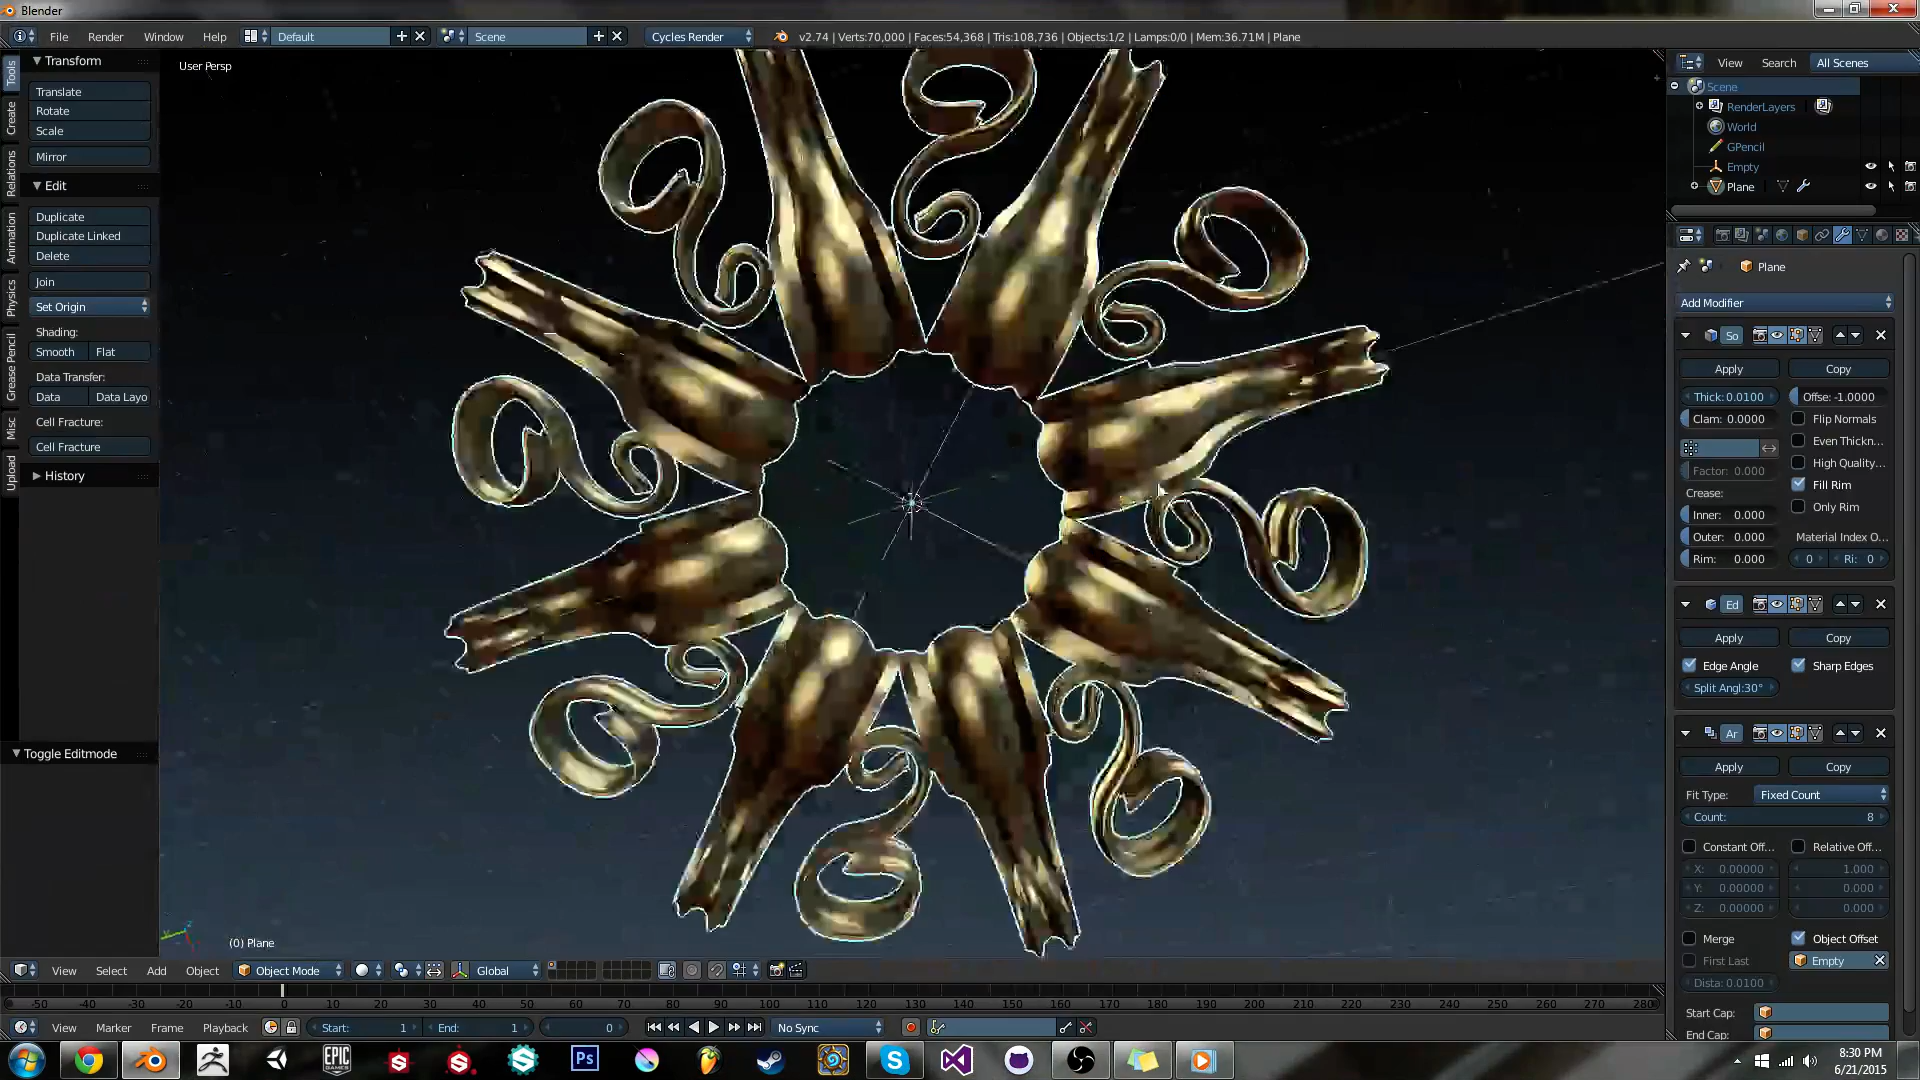 Blender
File Render Window Help Default Scene Cycles Render v2.74 | Verts:70,000 | Faces:54,368 | Tris:108,736 | Objects:1/2 | Lamps:0/0 | Mem:36.71M | Plane
User Persp
Tools
Create
Relations
Animation
Physics
Grease Pencil
Misc
Upload
Transform
Translate
Rotate
Scale
Mirror
Edit
Duplicate
Duplicate Linked
Delete
Join
Set Origin
Shading:
Smooth Flat
Data Transfer:
Data Data Layo
Cell Fracture:
Cell Fracture
History
Toggle Editmode
(0) Plane
View Select Add Object Object Mode Global
View Search All Scenes
Scene
RenderLayers
World
GPencil
Empty
Plane
Plane
Add Modifier
So
Apply Copy
Thick:0.0100 Offse: -1.0000
Clam: 0.0000 Flip Normals
Even Thickn...
High Quality...
Factor: 0.000
Fill Rim
Crease:
Only Rim
Inner: 0.000
Outer: 0.000 Material Index O...
Rim: 0.000 0 Ri: 0
Ed
Apply Copy
Edge Angle Sharp Edges
Split Angl:30°
Ar
Apply Copy
Fit Type: Fixed Count
Count: 8
Constant Off... Relative Off...
X: 0.00000 1.000
Y: 0.00000 0.000
Z: 0.00000 0.000
Merge Object Offset
First Last Empty
Dista: 0.0100
Start Cap:
End Cap:
-50 -40 -30 -20 -10 0 10 20 30 40 50 60 70 80 90 100 110 120 130 140 150 160 170 180 190 200 210 220 230 240 250 260 270 280
View Marker Frame Playback Start: 1 End: 1 0 No Sync
EPIC GAMES
Ps
8:30 PM
6/21/2015